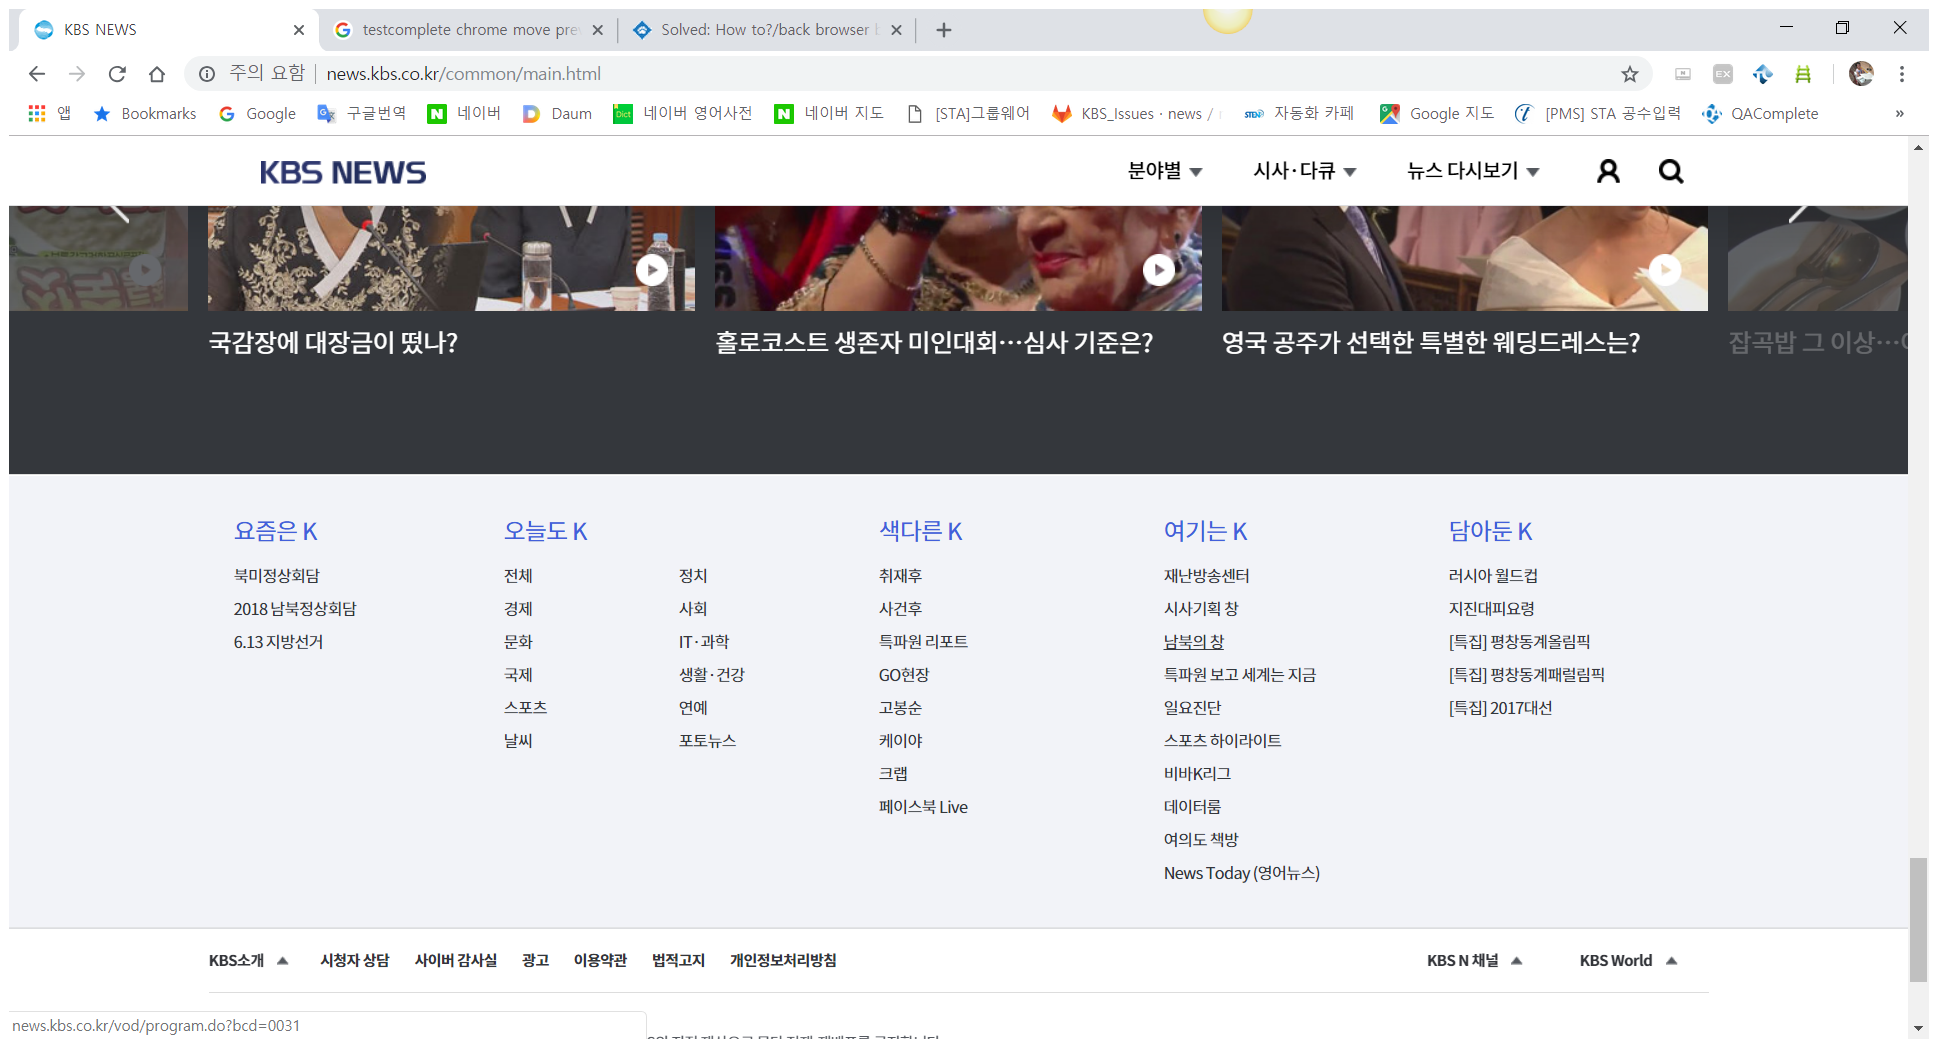 KBS NEWS
testcomplete chrome move pre
Solved: How to?/back browser b
주의 요함
news.kbs.co.kr/common/main.html
EX
앱
Bookmarks
Google
구글번역
네이버
Daum
네이버 영어사전
네이버 지도
[STA]그룹웨어
KBS_Issues · news /
자동화 카페
Google 지도
[PMS] STA 공수입력
QAComplete
»
KBS NEWS
분야별
시사·다큐
뉴스 다시보기
국감장에 대장금이 떴나?
홀로코스트 생존자 미인대회…심사 기준은?
영국 공주가 선택한 특별한 웨딩드레스는?
잡곡밥 그 이상…
요즘은 K
북미정상회담
2018 남북정상회담
6.13 지방선거
오늘도 K
전체
경제
문화
국제
스포츠
날씨
정치
사회
IT·과학
생활·건강
연예
포토뉴스
색다른 K
취재후
사건후
특파원 리포트
GO현장
고봉순
케이야
크랩
페이스북 Live
여기는 K
재난방송센터
시사기획 창
남북의 창
특파원 보고 세계는 지금
일요진단
스포츠 하이라이트
비바K리그
데이터룸
여의도 책방
News Today (영어뉴스)
담아둔 K
러시아 월드컵
지진대피요령
[특집] 평창동계올림픽
[특집] 평창동계패럴림픽
[특집] 2017대선
KBS소개
시청자 상담
사이버 감사실
광고
이용약관
법적고지
개인정보처리방침
KBS N 채널
KBS World
news.kbs.co.kr/vod/program.do?bcd=0031